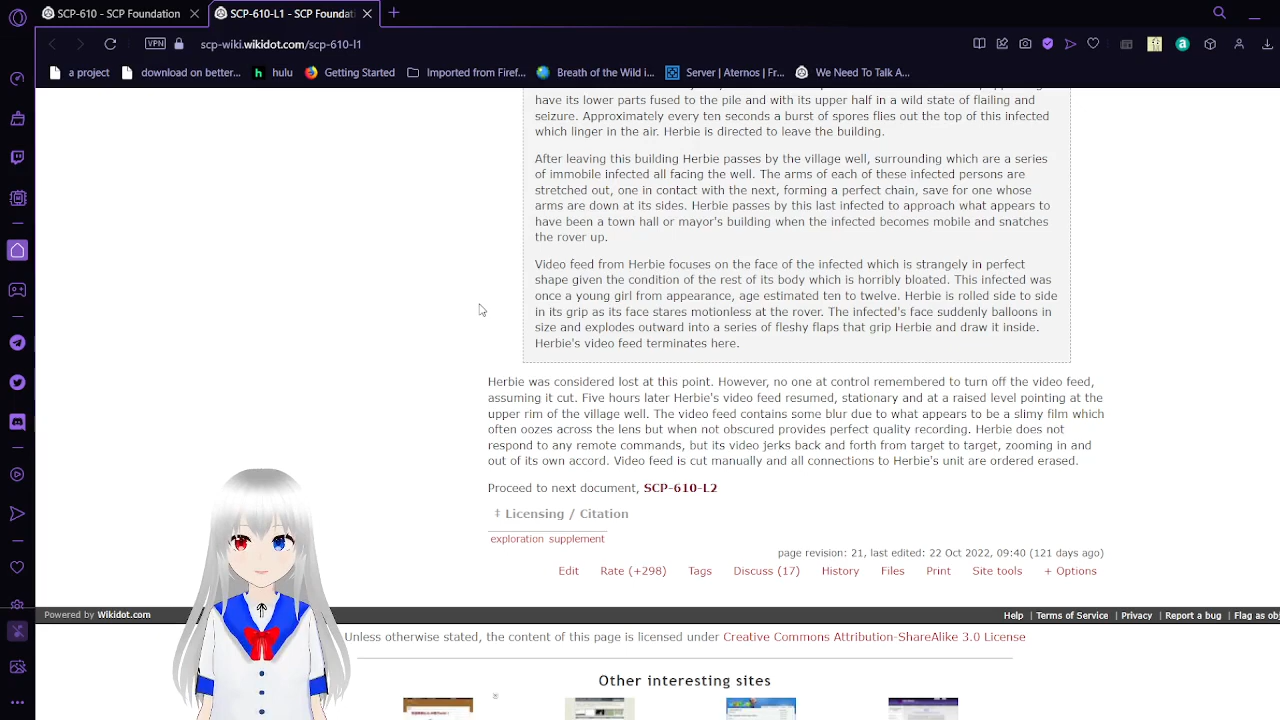 SCP-610 - SCP Foundation
SCP-610-L1 - SCP Foundati
VPN
scp-wiki.wikidot.com/scp-610-l1
a project
download on better...
hulu
Getting Started
Imported from Firef...
Breath of the Wild i...
Server | Aternos | Fr...
We Need To Talk A...
have its lower parts fused to the pile and with its upper half in a wild state of flailing and
seizure. Approximately every ten seconds a burst of spores flies out the top of this infected
which linger in the air. Herbie is directed to leave the building.
After leaving this building Herbie passes by the village well, surrounding which are a series
of immobile infected all facing the well. The arms of each of these infected persons are
stretched out, one in contact with the next, forming a perfect chain, save for one whose
arms are down at its sides. Herbie passes by this last infected to approach what appears to
have been a town hall or mayor's building when the infected becomes mobile and snatches
the rover up.
Video feed from Herbie focuses on the face of the infected which is strangely in perfect
shape given the condition of the rest of its body which is horribly bloated. This infected was
once a young girl from appearance, age estimated ten to twelve. Herbie is rolled side to side
in its grip as its face stares motionless at the rover. The infected's face suddenly balloons in
size and explodes outward into a series of fleshy flaps that grip Herbie and draw it inside.
Herbie's video feed terminates here.
Herbie was considered lost at this point. However, no one at control remembered to turn off the video feed,
assuming it cut. Five hours later Herbie's video feed resumed, stationary and at a raised level pointing at the
upper rim of the village well. The video feed contains some blur due to what appears to be a slimy film which
often oozes across the lens but when not obscured provides perfect quality recording. Herbie does not
respond to any remote commands, but its video jerks back and forth from target to target, zooming in and
out of its own accord. Video feed is cut manually and all connections to Herbie's unit are ordered erased.
Proceed to next document, SCP-610-L2
‡ Licensing / Citation
exploration supplement
page revision: 21, last edited: 22 Oct 2022, 09:40 (121 days ago)
Edit Rate (+298) Tags Discuss (17) History Files Print Site tools + Options
Powered by Wikidot.com
Help | Terms of Service | Privacy | Report a bug | Flag as obj
Unless otherwise stated, the content of this page is licensed under Creative Commons Attribution-ShareAlike 3.0 License
Other interesting sites